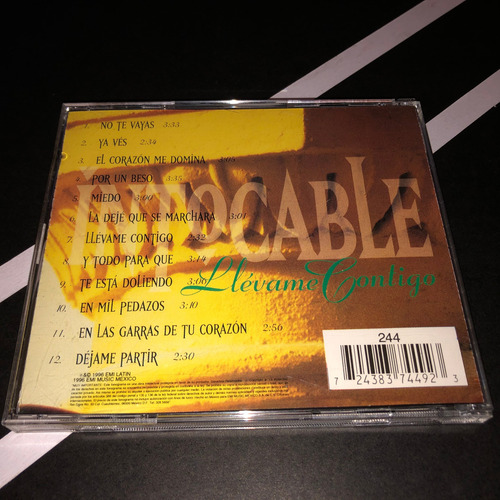 1. NO TE VAYAS 3:33
2. YA VÉS 2:34
3. EL CORAZÓN ME DOMINA
4. POR UN BESO 3:35
5. MIEDO 3:00
6. LA DEJE QUE SE MARCHARA 3:01
7. LLÉVAME CONTIGO 2:32
8. Y TODO PARA QUE 3:14
9. TE ESTÁ DOLIENDO 3:06
10. EN MIL PEDAZOS 3:10
11. EN LAS GARRAS DE TU CORAZÓN 2:56
12. DÉJAME PARTIR 2:30
INTOCABLE
Llévame Contigo
1996 EMI LATIN
1996 EMI MUSIC MEXICO
244
7 24383 74492 3